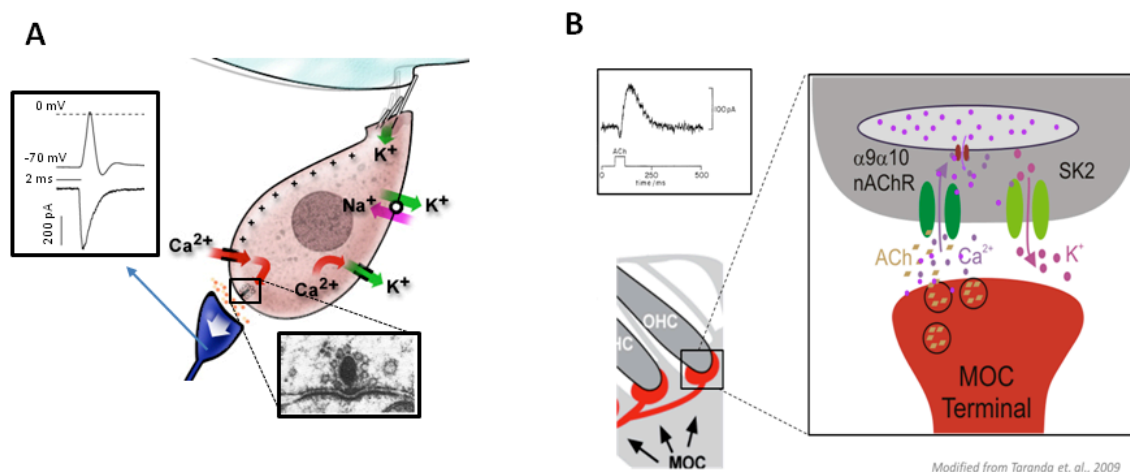 A
0 mV
-70 mV
2 ms
200 pA
K+
Na+
K+
Ca2+
Ca2+
K+
B
100 pA
ACh
0
250
500
time/ms
OHC
HC
MOC
α9α10
nAChR
SK2
ACh
Ca2+
K+
MOC
Terminal
Modified from Taranda et. al., 2009